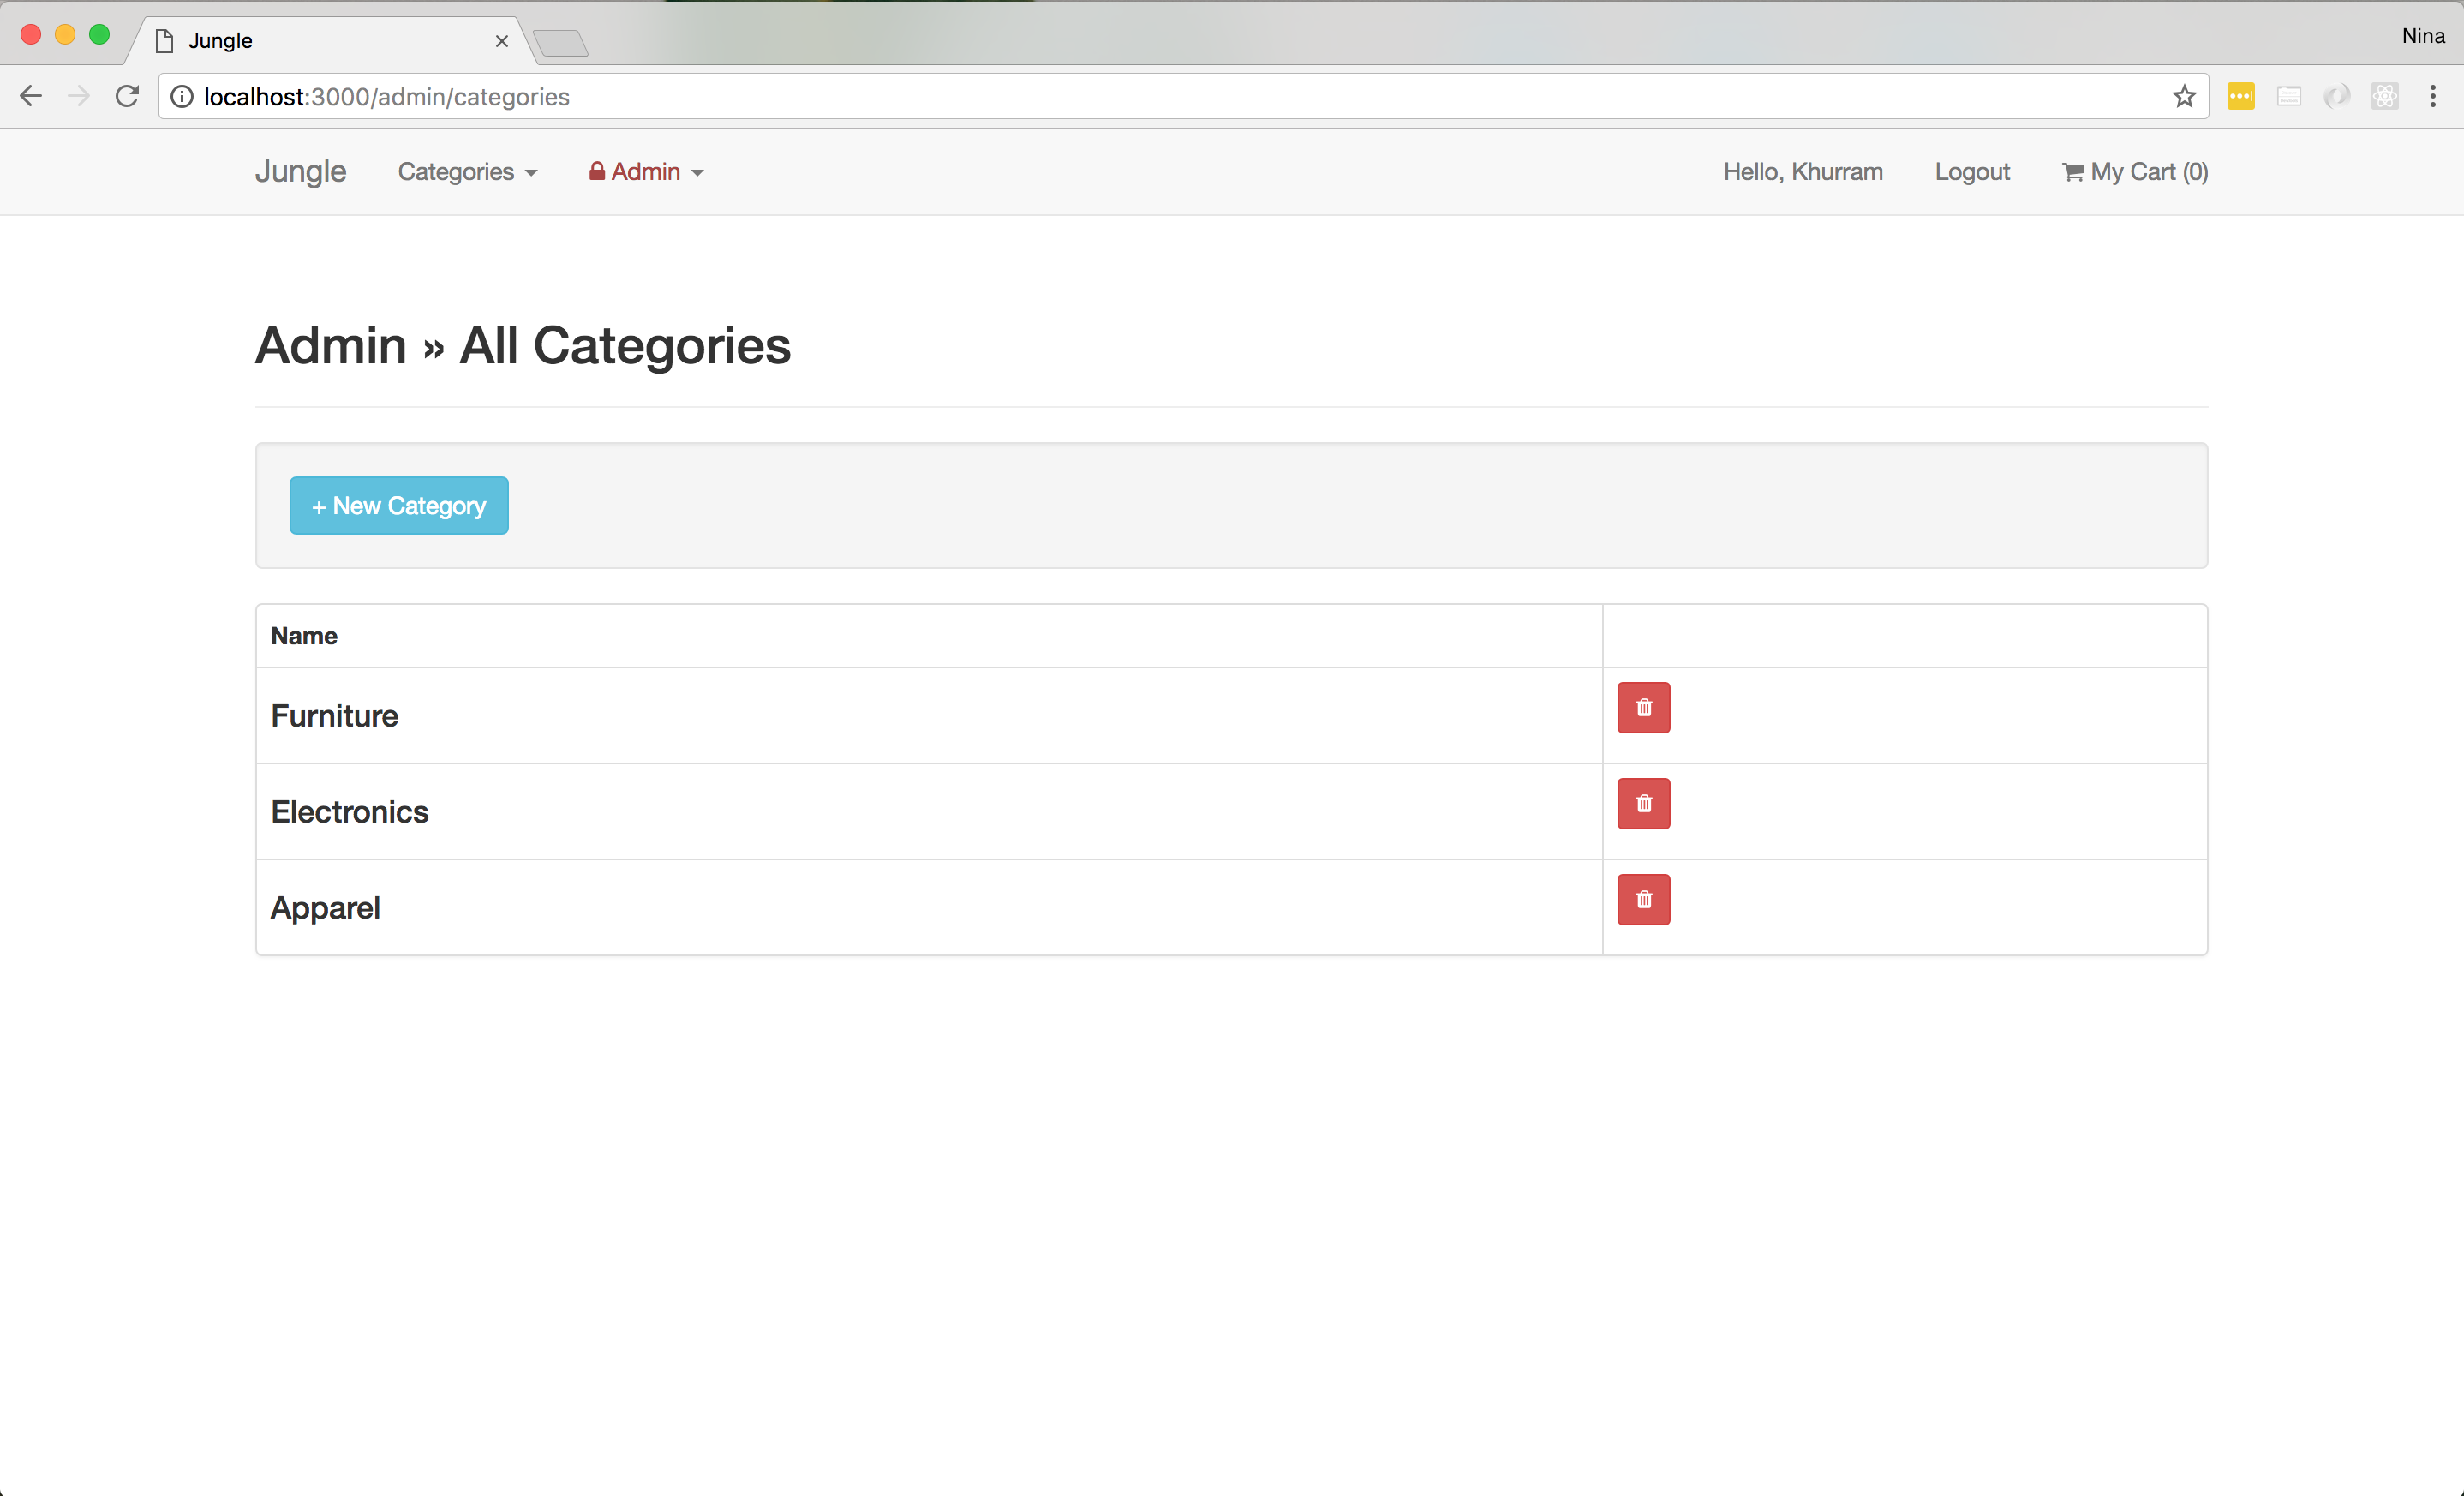 Jungle
Nina
localhost:3000/admin/categories
Jungle Categories Admin Hello, Khurram Logout My Cart (0)
Admin » All Categories
+ New Category
Name
Furniture
Electronics
Apparel